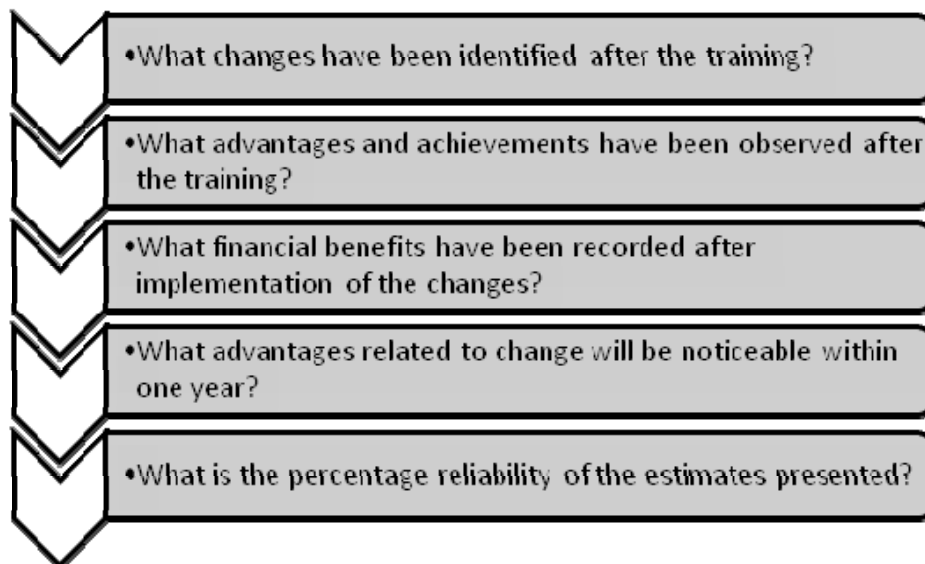 •What changes have been identified after the training?
•What advantages and achievements have been observed after
the training?
•What financial benefits have been recorded after
implementation of the changes?
•What advantages related to change will be noticeable within
one year?
•What is the percentage reliability of the estimates presented?